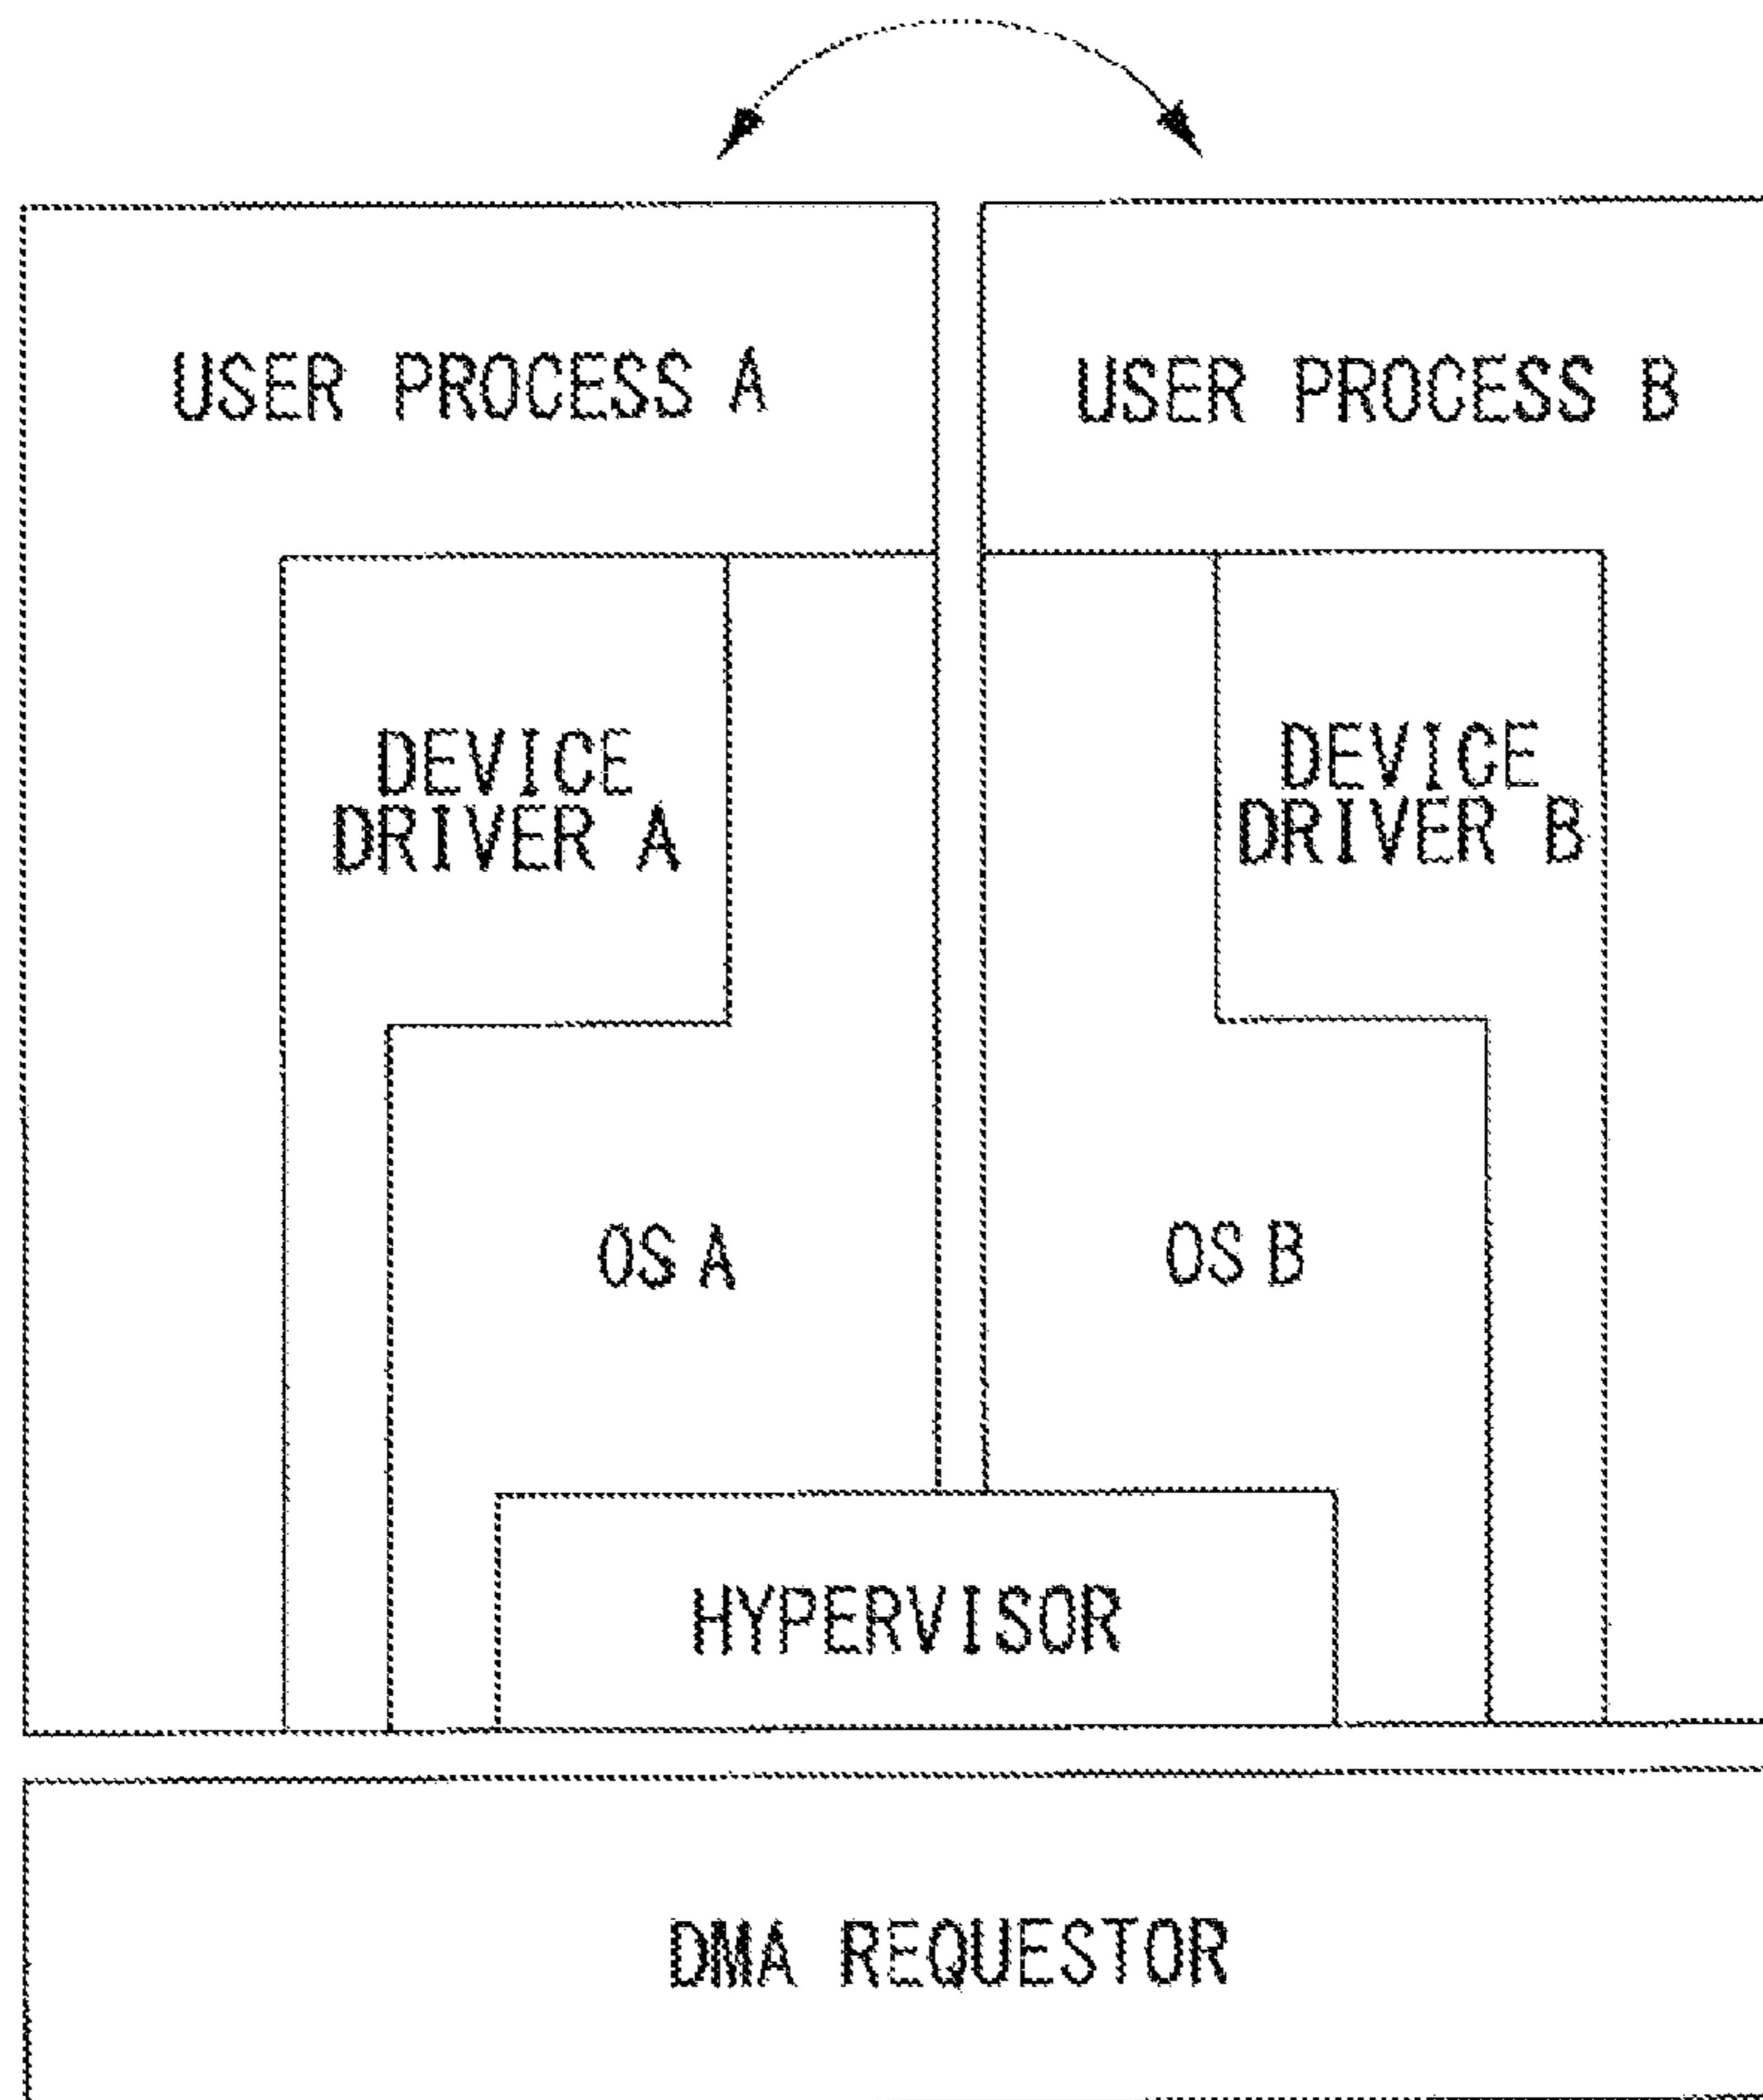 USER PROCESS A
USER PROCESS B
DEVICE
DRIVER A
DEVICE
DRIVER B
OS A
OS B
HYPERVISOR
DMA REQUESTOR